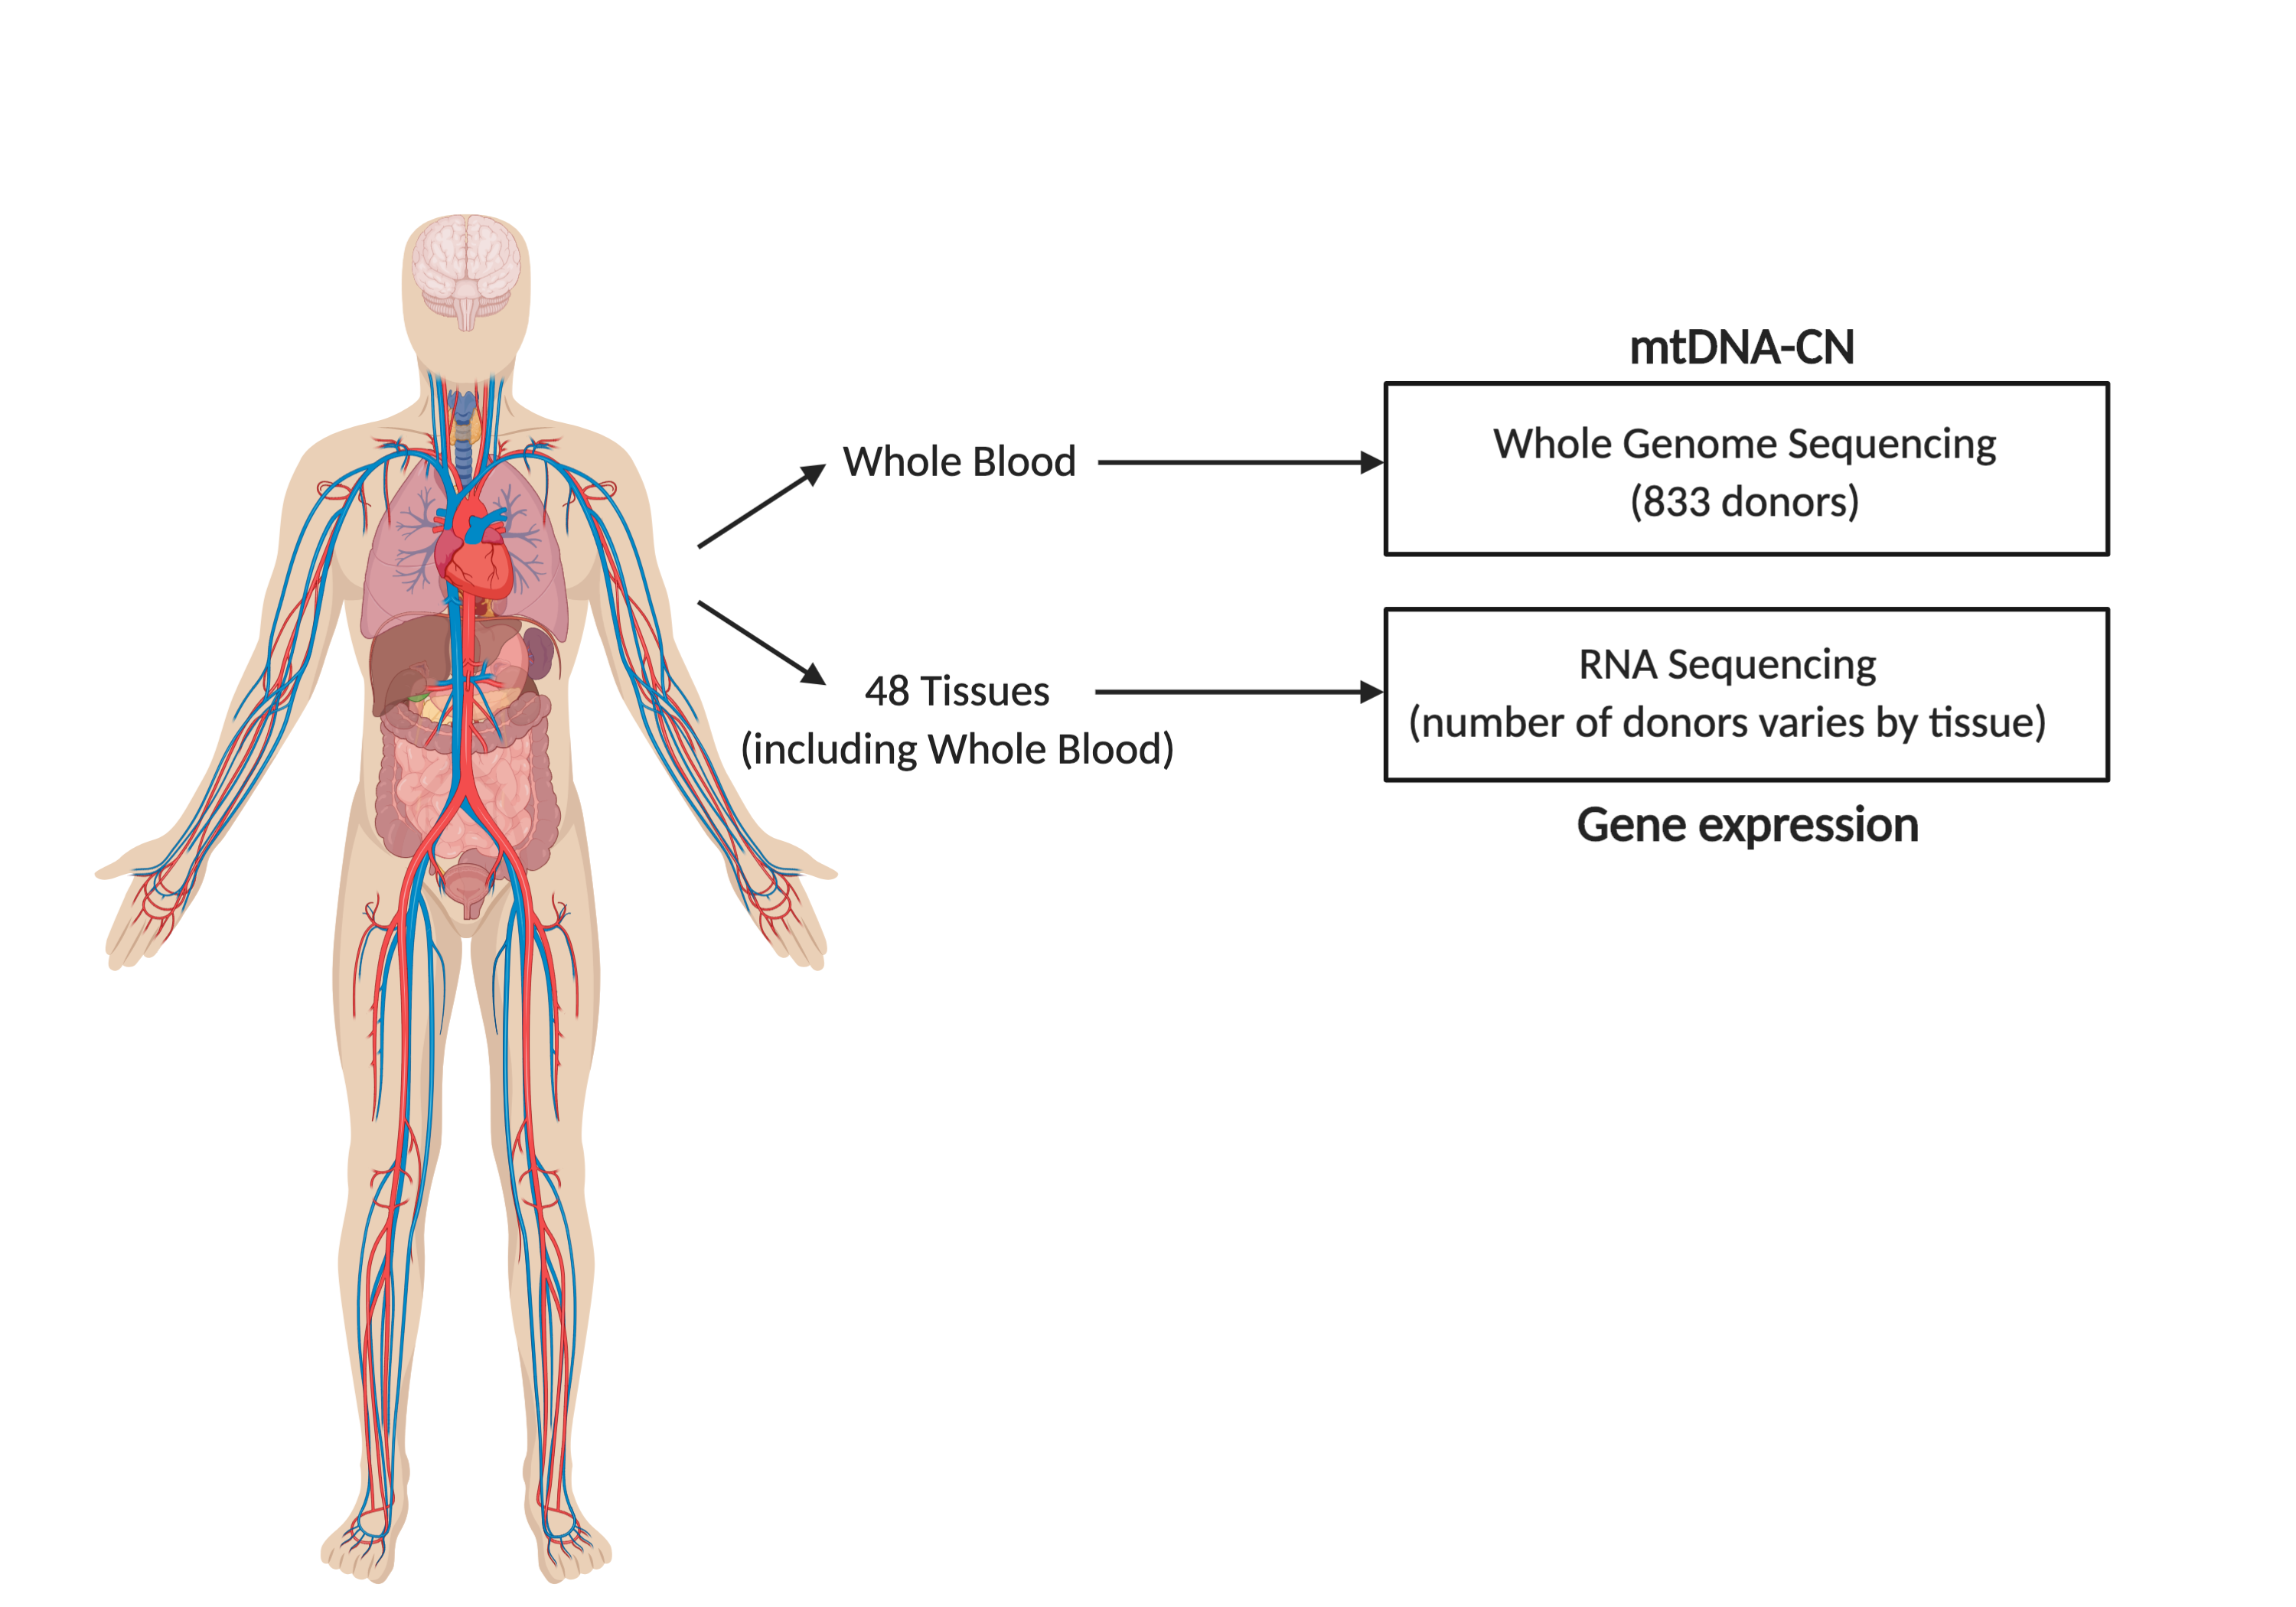 mtDNA-CN
Whole Blood
Whole Genome Sequencing
(833 donors)
48 Tissues
(including Whole Blood)
RNA Sequencing
(number of donors varies by tissue)
Gene expression